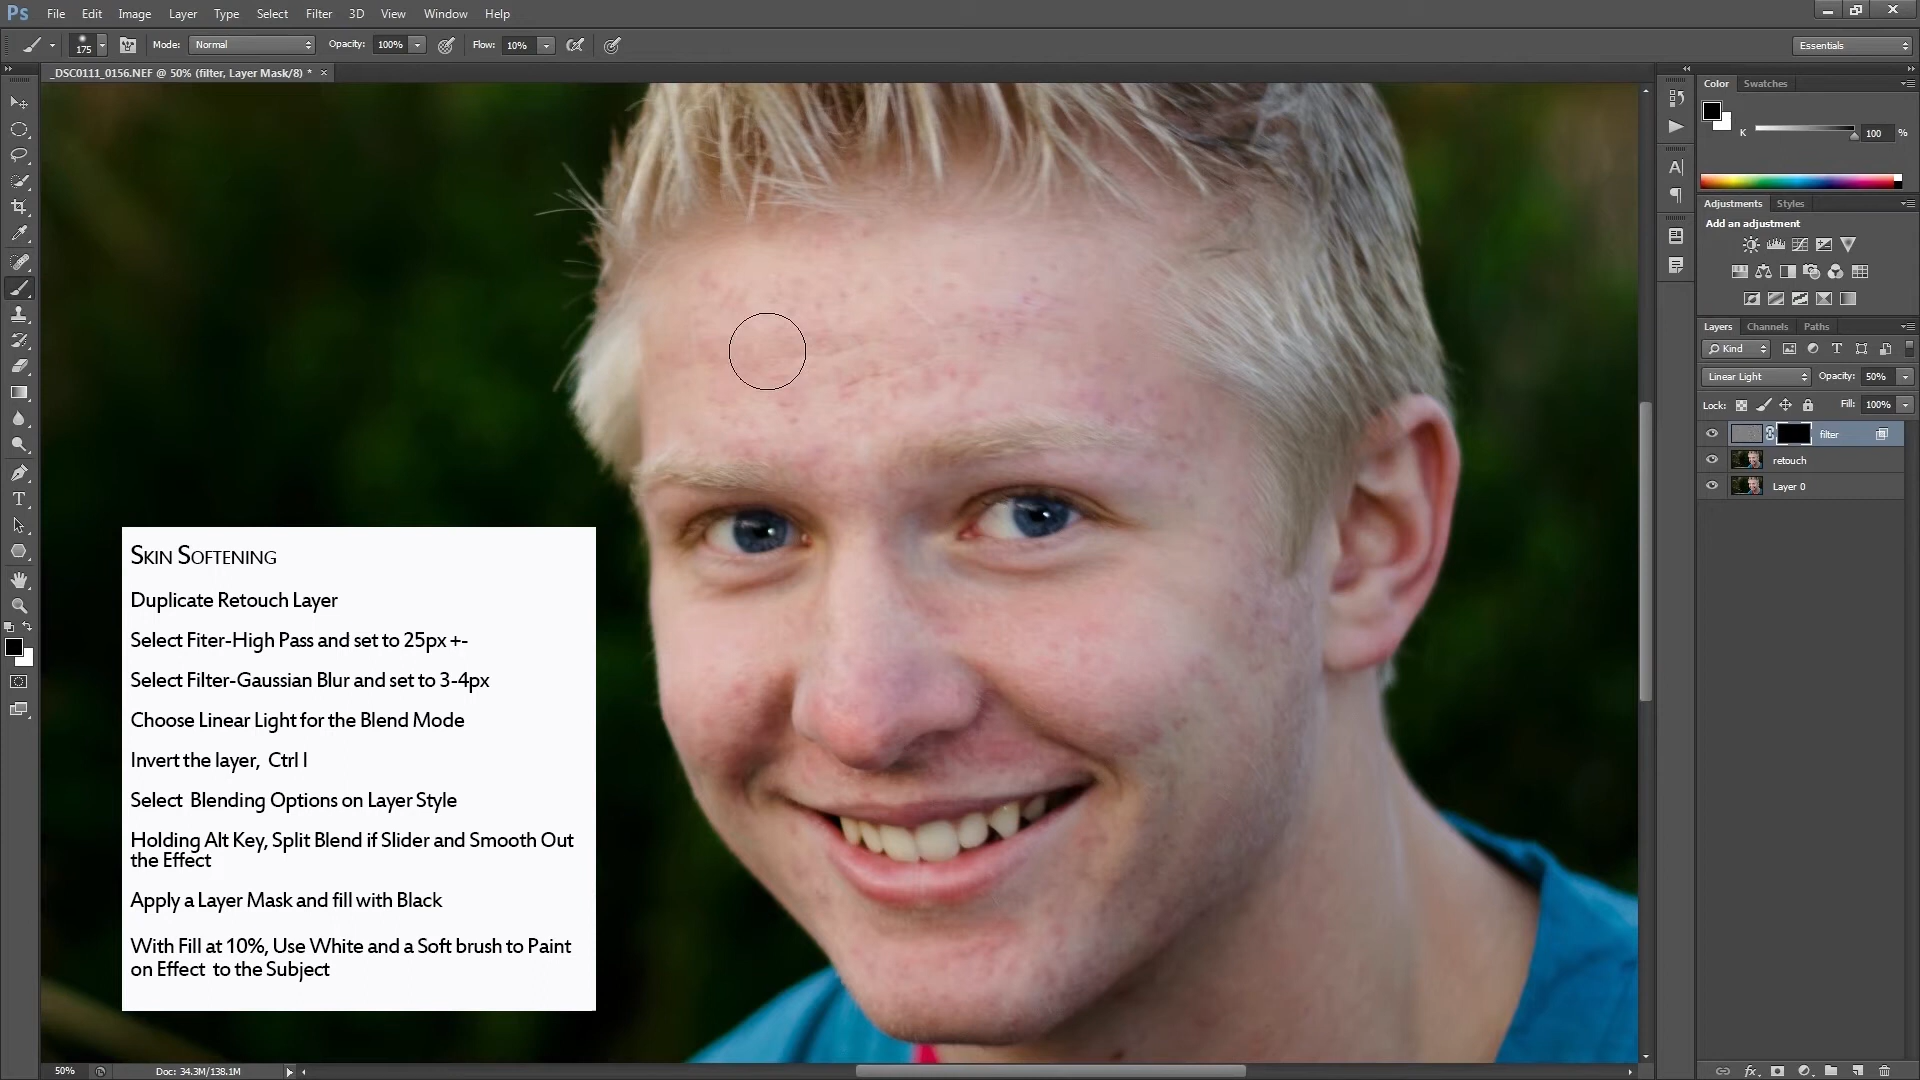 Ps File Edit Image Layer Type Select Filter 3D View Window Help
175 Mode: Normal Opacity: 100% Flow: 10% Essentials
_DSC0111_0156.NEF @ 50% (filter, Layer Mask/8) * ×
Color Swatches
K 100 %
Adjustments Styles
Add an adjustment
Layers Channels Paths
Kind
Linear Light Opacity: 50%
Lock: Fill: 100%
filter
retouch
Layer 0
SKIN SOFTENING
Duplicate Retouch Layer
Select Fiter-High Pass and set to 25px +-
Select Filter-Gaussian Blur and set to 3-4px
Choose Linear Light for the Blend Mode
Invert the layer, Ctrl I
Select Blending Options on Layer Style
Holding Alt Key, Split Blend if Slider and Smooth Out
the Effect
Apply a Layer Mask and fill with Black
With Fill at 10%, Use White and a Soft brush to Paint
on Effect to the Subject
50% Doc: 34.3M/138.1M